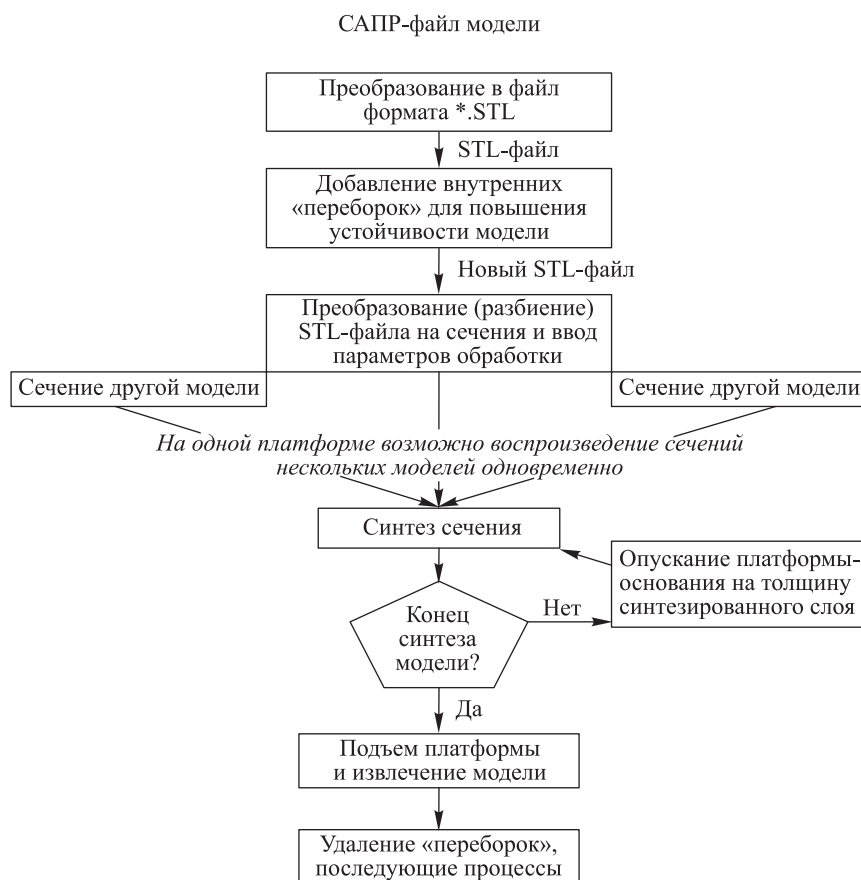 САПР-файл модели
Преобразование в файл
формата *.STL
STL-файл
Добавление внутренних
«переборок» для повышения
устойчивости модели
Новый STL-файл
Преобразование (разбиение)
STL-файла на сечения и ввод
параметров обработки
Сечение другой модели
Сечение другой модели
На одной платформе возможно воспроизведение сечений
нескольких моделей одновременно
Синтез сечения
Опускание платформы-
основания на толщину
синтезированного слоя
Нет
Конец
синтеза
модели?
Да
Подъем платформы
и извлечение модели
Удаление «переборок»,
последующие процессы